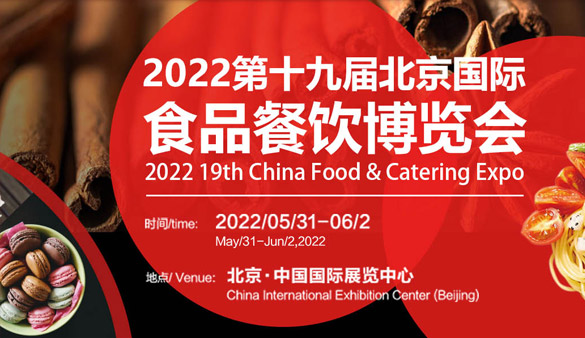 2022第十九届北京国际
食品餐饮博览会
2022 19th China Food & Catering Expo
时间/time: 2022/05/31-06/2
May/31-Jun/2,2022
地点/ Venue: 北京·中国国际展览中心
China International Exhibition Center (Beijing)